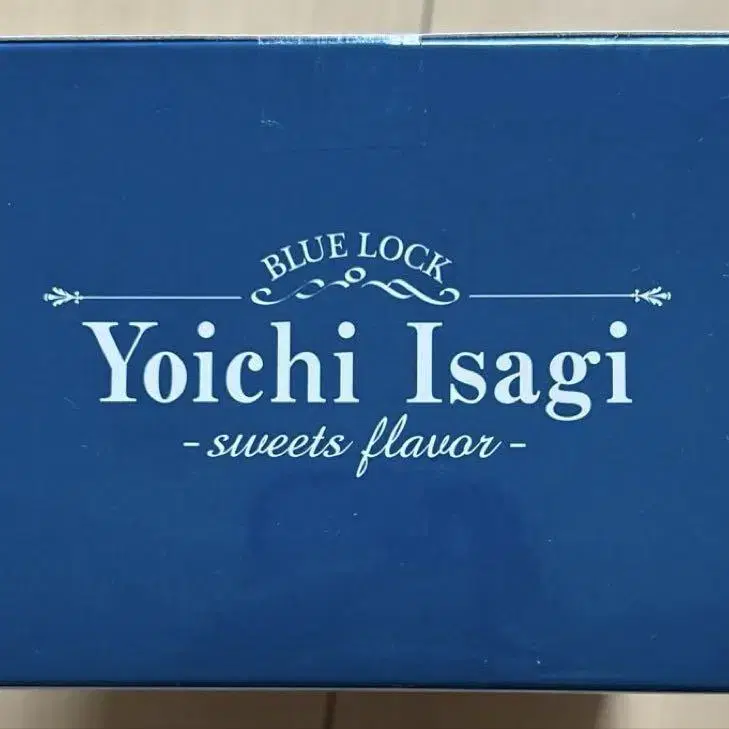 BLUE LOCK
Yoichi Isagi
-sweets flavor-